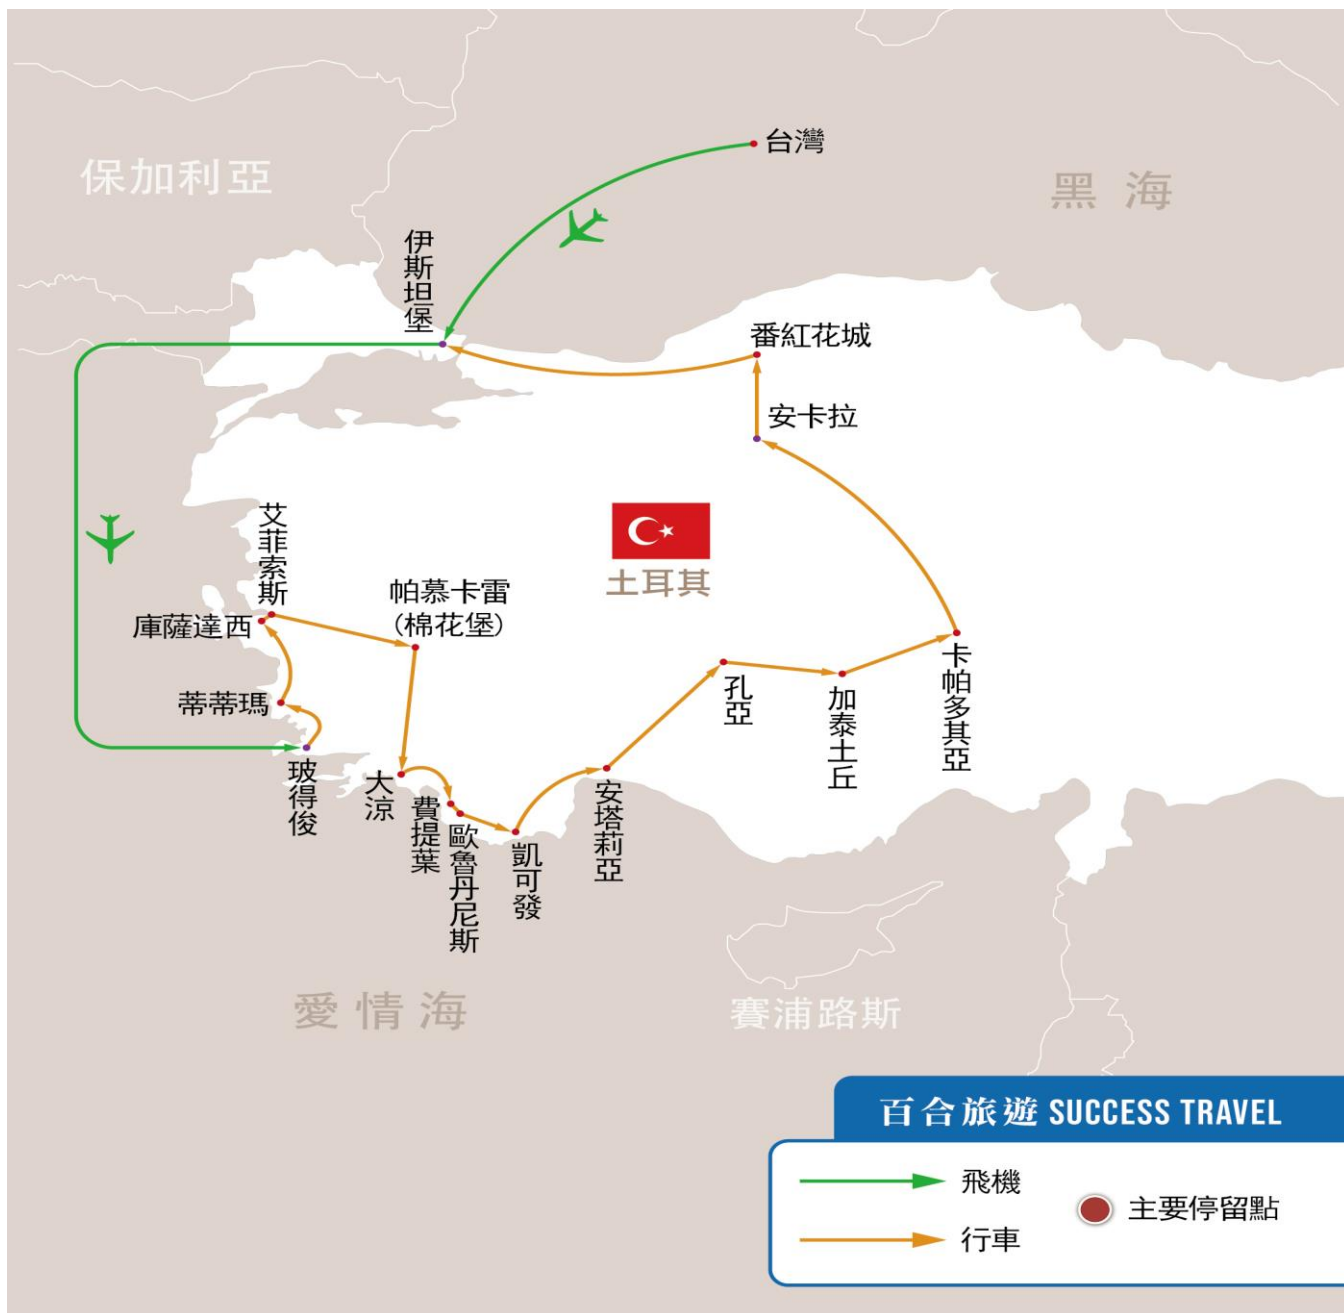 台灣
保加利亞
黑海
伊斯坦堡
番紅花城
安卡拉
土耳其
艾菲索斯
帕慕卡雷
(棉花堡)
庫薩達西
蒂蒂瑪
玻得俊
大涼
費提葉
歐魯丹尼斯
凱可發
安塔莉亞
孔亞
加泰土丘
卡帕多其亞
愛情海
賽浦路斯
百合旅遊 SUCCESS TRAVEL
飛機
行車
主要停留點